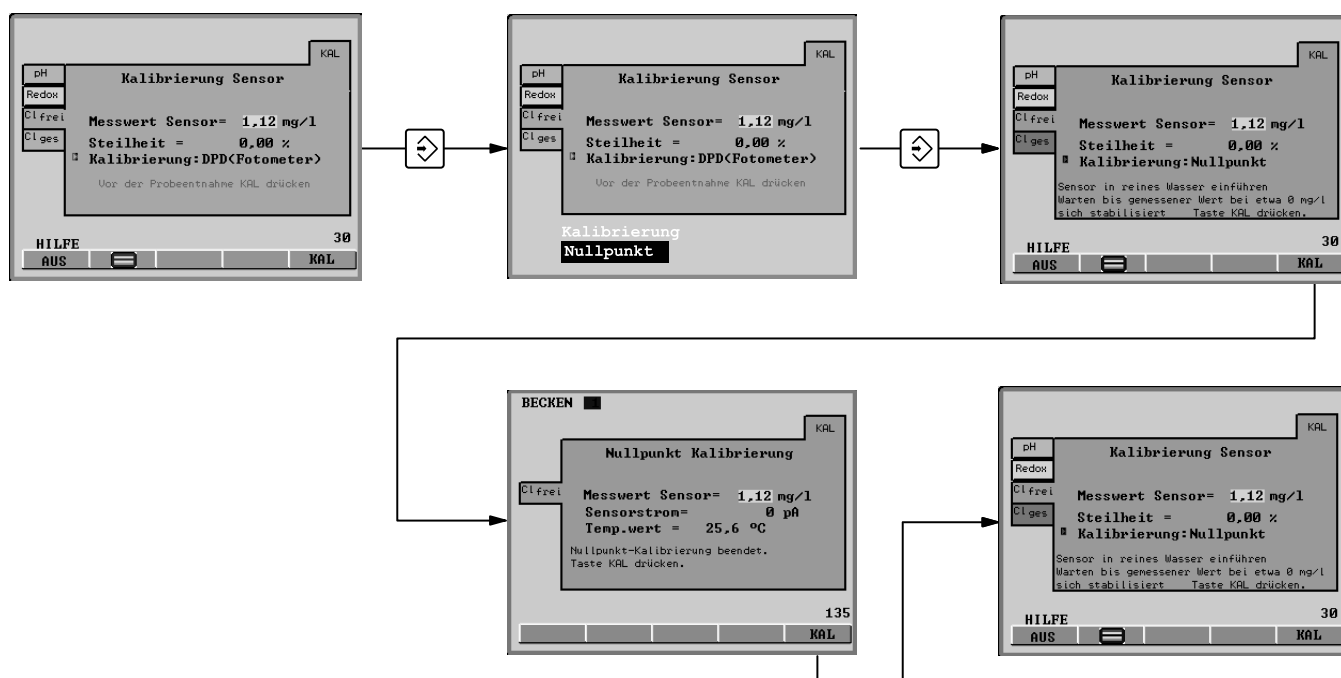 KAL
pH
Kalibrierung Sensor
Redox
Cl frei
Messwert Sensor= 1,12 mg/l
Cl ges
Steilheit = 0,00 %
Kalibrierung:DPD(Fotometer)
Vor der Probeentnahme KAL drücken
30
HILFE
AUS
KAL
KAL
pH
Kalibrierung Sensor
Redox
Cl frei
Messwert Sensor= 1,12 mg/l
Cl ges
Steilheit = 0,00 %
Kalibrierung:DPD(Fotometer)
Vor der Probeentnahme KAL drücken
Kalibrierung
Nullpunkt
KAL
pH
Kalibrierung Sensor
Redox
Cl frei
Messwert Sensor= 1,12 mg/l
Cl ges
Steilheit = 0,00 %
Kalibrierung:Nullpunkt
Sensor in reines Wasser einführen
Warten bis gemessener Wert bei etwa 0 mg/l
sich stabilisiert Taste KAL drücken.
30
HILFE
AUS
KAL
BECKEN 1
KAL
Nullpunkt Kalibrierung
Cl frei
Messwert Sensor= 1,12 mg/l
Sensorstrom= 0 pA
Temp.wert = 25,6 ºC
Nullpunkt-Kalibrierung beendet.
Taste KAL drücken.
135
KAL
KAL
pH
Kalibrierung Sensor
Redox
Cl frei
Messwert Sensor= 1,12 mg/l
Cl ges
Steilheit = 0,00 %
Kalibrierung:Nullpunkt
Sensor in reines Wasser einführen
Warten bis gemessener Wert bei etwa 0 mg/l
sich stabilisiert Taste KAL drücken.
30
HILFE
AUS
KAL